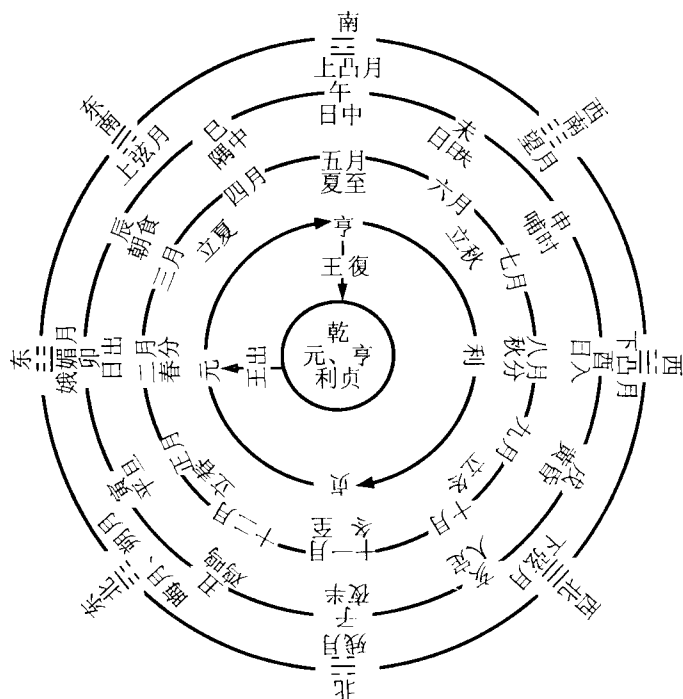 南
上凸月
西南
望月
西
下凸月
西北
下弦月
北
残月
东北
晦月、朔月
东
娥媚月
东南
上弦月
午
日中
未
日昳
申
哺时
酉
日入
戌
黄昏
亥
人定
子
夜半
丑
鸡鸣
寅
平旦
卯
日出
辰
朝食
巳
隅中
五月
夏至
六月
立秋
七月
八月
秋分
九月
立冬
十月
十一月
冬至
十二月
立春
正月
二月
春分
三月
立夏
四月
亨
利
贞
元
王復
王出
乾
元、亨
利贞